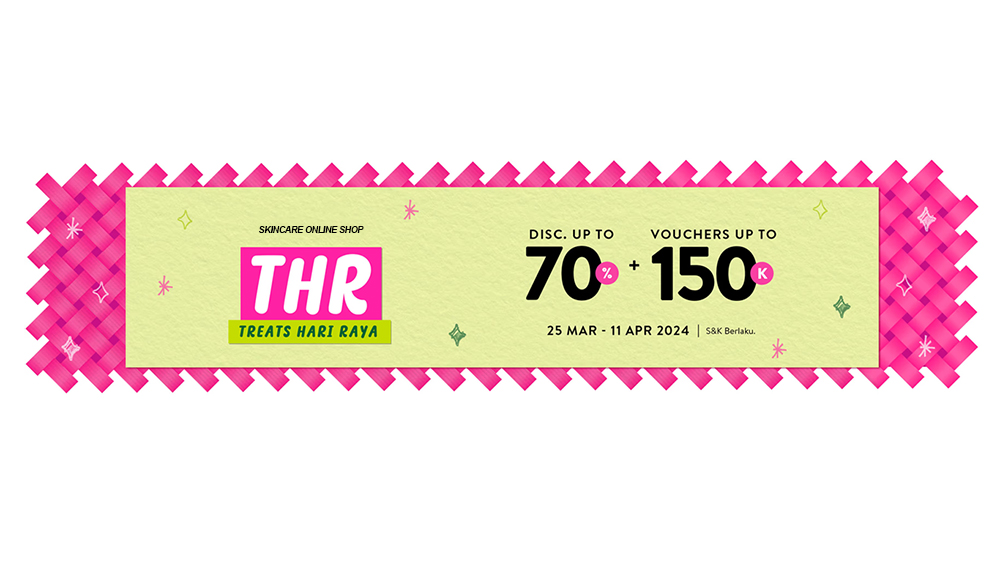 SKINCARE ONLINE SHOP
THR
TREATS HARI RAYA
DISC. UP TO
70%
+
VOUCHERS UP TO
150K
25 MAR - 11 APR 2024 | S&K Berlaku.